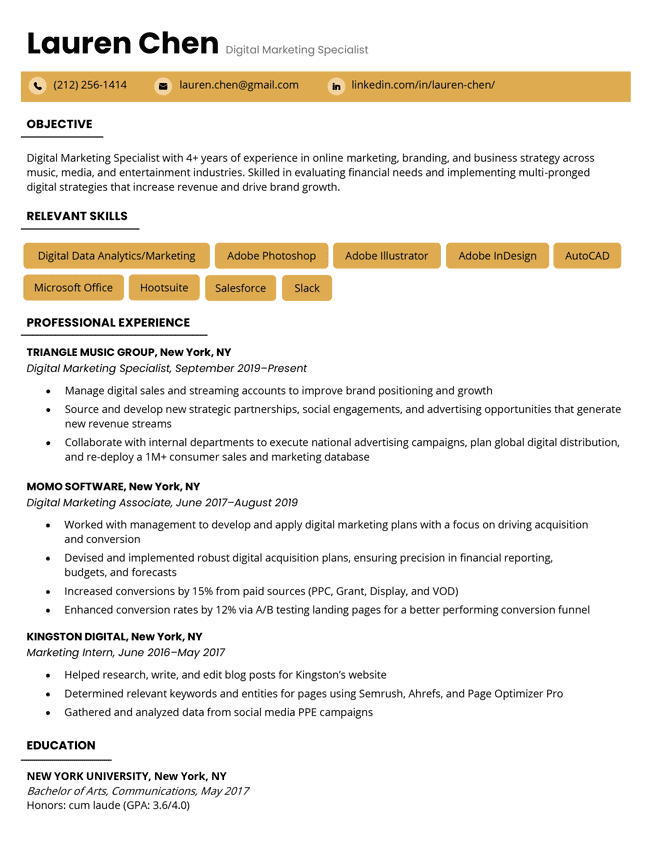 Lauren Chen Digital Marketing Specialist
(212) 256-1414 lauren.chen@gmail.com linkedin.com/in/lauren-chen/
OBJECTIVE
Digital Marketing Specialist with 4+ years of experience in online marketing, branding, and business strategy across
music, media, and entertainment industries. Skilled in evaluating financial needs and implementing multi-pronged
digital strategies that increase revenue and drive brand growth.
RELEVANT SKILLS
Digital Data Analytics/Marketing Adobe Photoshop Adobe Illustrator Adobe InDesign AutoCAD
Microsoft Office Hootsuite Salesforce Slack
PROFESSIONAL EXPERIENCE
TRIANGLE MUSIC GROUP, New York, NY
Digital Marketing Specialist, September 2019–Present
• Manage digital sales and streaming accounts to improve brand positioning and growth
• Source and develop new strategic partnerships, social engagements, and advertising opportunities that generate
new revenue streams
• Collaborate with internal departments to execute national advertising campaigns, plan global digital distribution,
and re-deploy a 1M+ consumer sales and marketing database
MOMO SOFTWARE, New York, NY
Digital Marketing Associate, June 2017–August 2019
• Worked with management to develop and apply digital marketing plans with a focus on driving acquisition
and conversion
• Devised and implemented robust digital acquisition plans, ensuring precision in financial reporting,
budgets, and forecasts
• Increased conversions by 15% from paid sources (PPC, Grant, Display, and VOD)
• Enhanced conversion rates by 12% via A/B testing landing pages for a better performing conversion funnel
KINGSTON DIGITAL, New York, NY
Marketing Intern, June 2016–May 2017
• Helped research, write, and edit blog posts for Kingston's website
• Determined relevant keywords and entities for pages using Semrush, Ahrefs, and Page Optimizer Pro
• Gathered and analyzed data from social media PPE campaigns
EDUCATION
NEW YORK UNIVERSITY, New York, NY
Bachelor of Arts, Communications, May 2017
Honors: cum laude (GPA: 3.6/4.0)